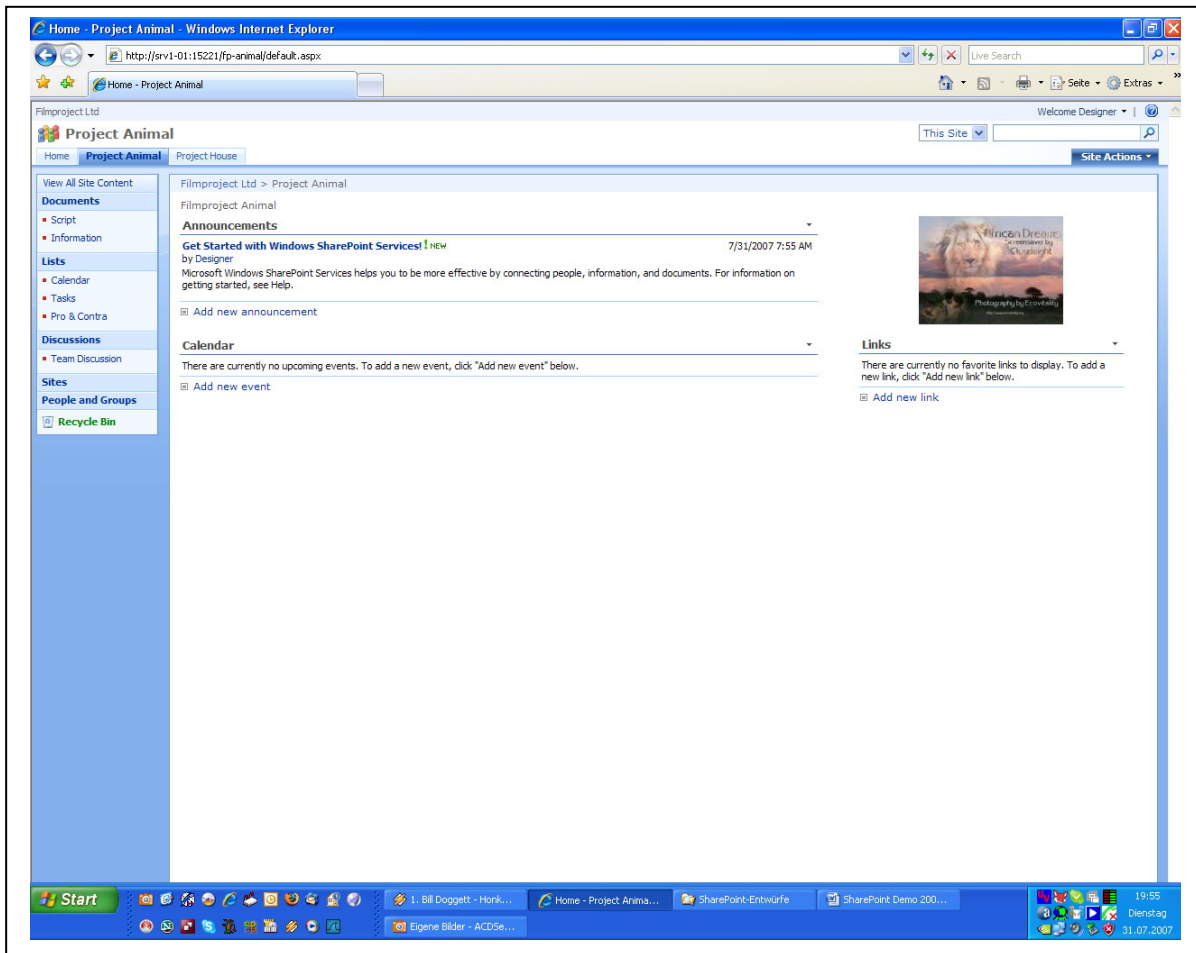 Home - Project Animal - Windows Internet Explorer
http://srv1-01:15221/fp-animal/default.aspx
Live Search
Home - Project Animal
Seite
Extras
Filmproject Ltd
Welcome Designer
Project Animal
This Site
Home
Project Animal
Project House
Site Actions
View All Site Content
Documents
Script
Information
Lists
Calendar
Tasks
Pro & Contra
Discussions
Team Discussion
Sites
People and Groups
Recycle Bin
Filmproject Ltd > Project Animal
Filmproject Animal
Announcements
Get Started with Windows SharePoint Services! NEW
7/31/2007 7:55 AM
by Designer
Microsoft Windows SharePoint Services helps you to be more effective by connecting people, information, and documents. For information on
getting started, see Help.
Add new announcement
Calendar
There are currently no upcoming events. To add a new event, click "Add new event" below.
Add new event
African Dreams
Screensaver by
Cloudeight
Photography by Ecovitality
Links
There are currently no favorite links to display. To add a
new link, click "Add new link" below.
Add new link
Start
1. Bill Doggett - Honk...
Home - Project Anima...
SharePoint-Entwürfe
SharePoint Demo 200...
Eigene Bilder - ACDSe...
19:55
Dienstag
31.07.2007